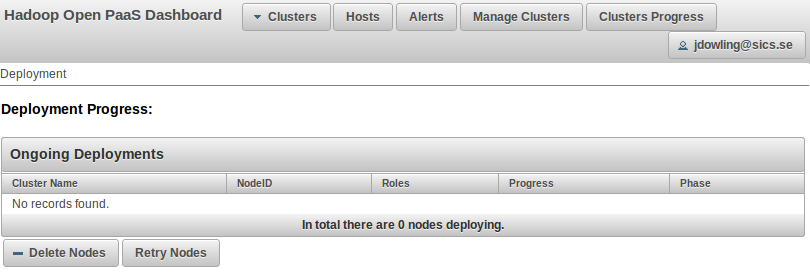 Hadoop Open PaaS Dashboard Clusters Hosts Alerts Manage Clusters Clusters Progress
jdowling@sics.se
Deployment
Deployment Progress:
Ongoing Deployments
Cluster Name NodeID Roles Progress Phase
No records found.
In total there are 0 nodes deploying.
Delete Nodes Retry Nodes